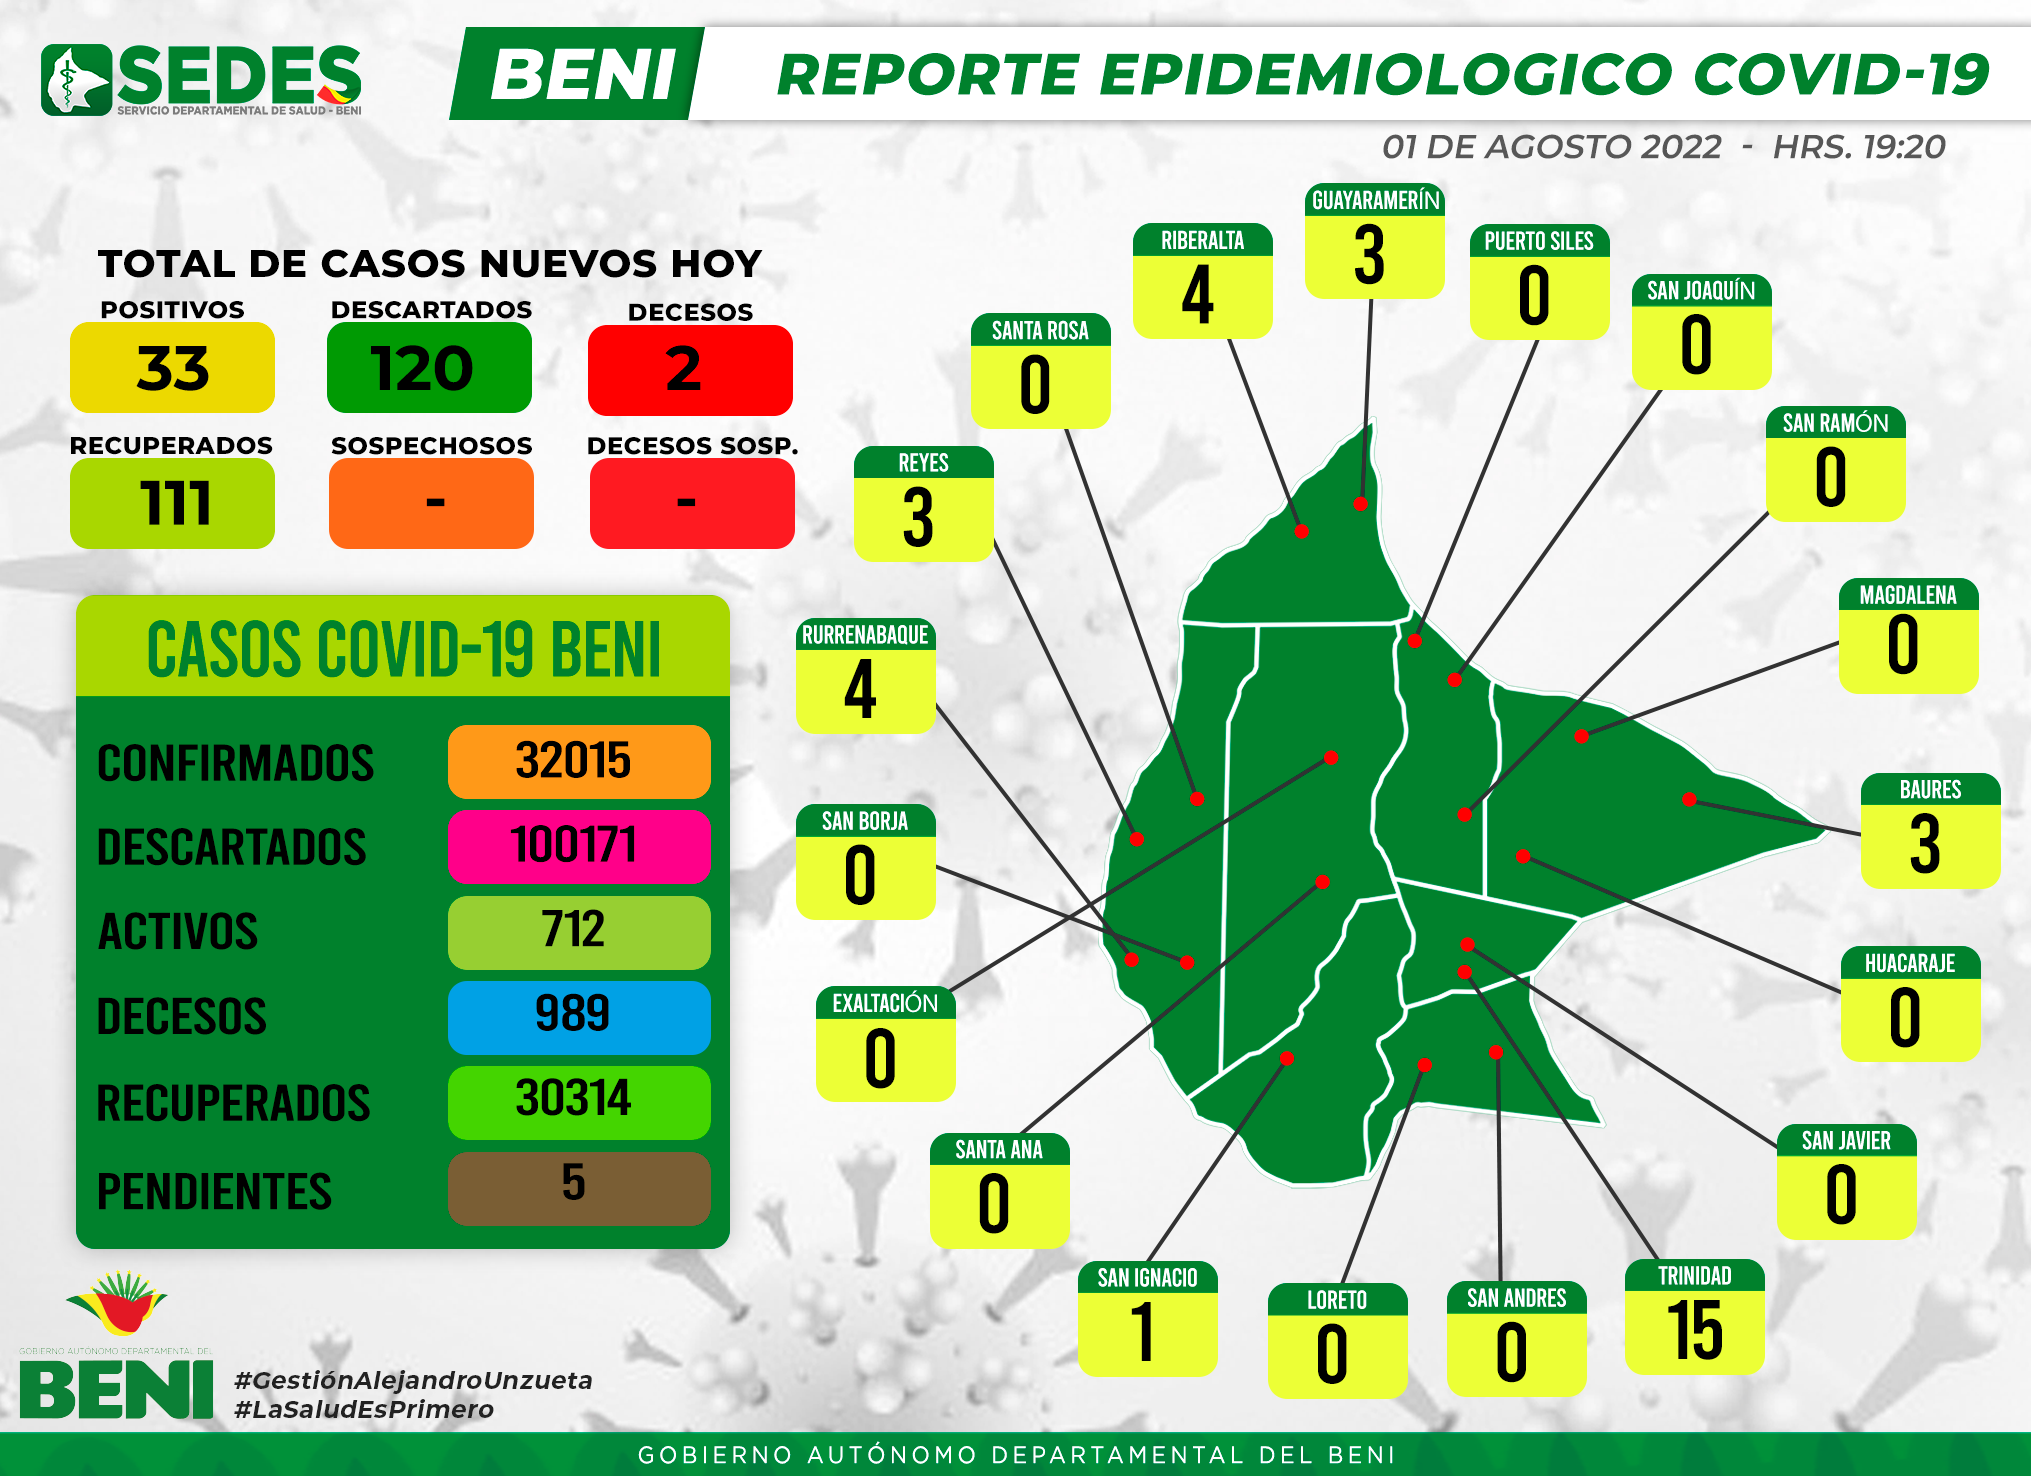 SEDES
SERVICIO DEPARTAMENTAL DE SALUD - BENI
BENI
REPORTE EPIDEMIOLOGICO COVID-19
01 DE AGOSTO 2022 - HRS. 19:20
TOTAL DE CASOS NUEVOS HOY
POSITIVOS
33
DESCARTADOS
120
DECESOS
2
RECUPERADOS
111
SOSPECHOSOS
-
DECESOS SOSP.
-
CASOS COVID-19 BENI
CONFIRMADOS 32015
DESCARTADOS 100171
ACTIVOS 712
DECESOS 989
RECUPERADOS 30314
PENDIENTES 5
GUAYARAMERÍN
3
RIBERALTA
4
PUERTO SILES
0
SAN JOAQUÍN
0
SANTA ROSA
0
SAN RAMÓN
0
REYES
3
MAGDALENA
0
RURRENABAQUE
4
BAURES
3
SAN BORJA
0
HUACARAJE
0
EXALTACIÓN
0
SAN JAVIER
0
SANTA ANA
0
SAN IGNACIO
1
LORETO
0
SAN ANDRES
0
TRINIDAD
15
GOBIERNO AUTÓNOMO DEPARTAMENTAL DEL
BENI
#GestiónAlejandroUnzueta
#LaSaludEsPrimero
GOBIERNO AUTÓNOMO DEPARTAMENTAL DEL BENI